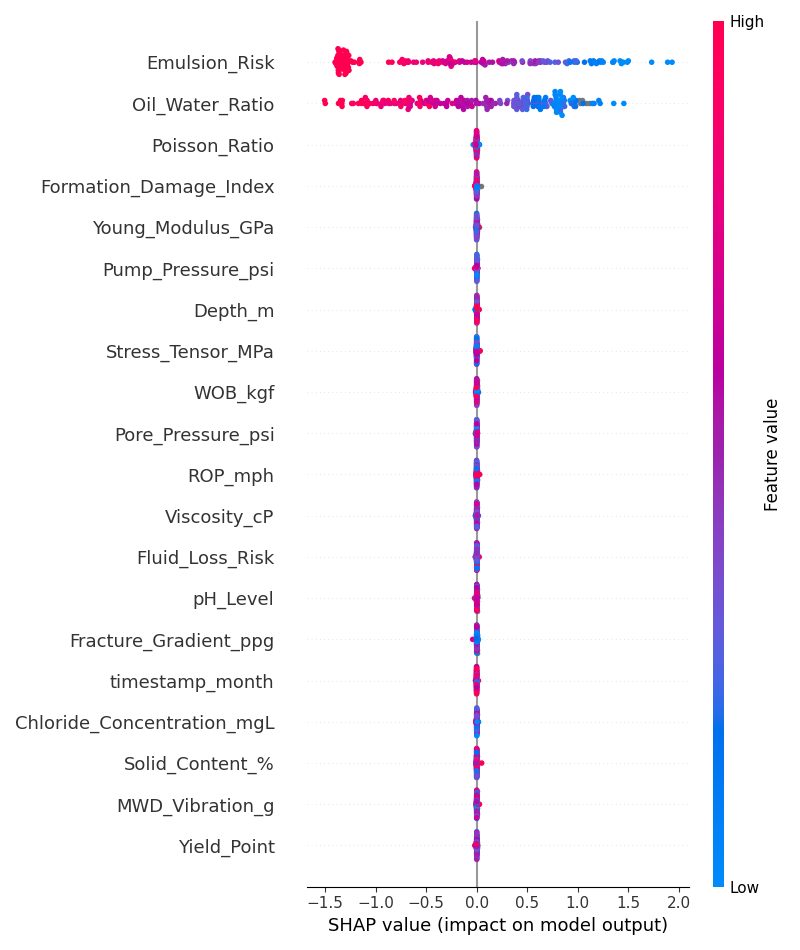 High
Emulsion_Risk
Oil_Water_Ratio
Poisson_Ratio
Formation_Damage_Index
Young_Modulus_GPa
Pump_Pressure_psi
Depth_m
Stress_Tensor_MPa
WOB_kgf
Pore_Pressure_psi
ROP_mph
Viscosity_cP
Fluid_Loss_Risk
pH_Level
Fracture_Gradient_ppg
timestamp_month
Chloride_Concentration_mgL
Solid_Content_%
MWD_Vibration_g
Yield_Point
Feature value
Low
−1.5 −1.0 −0.5 0.0 0.5 1.0 1.5 2.0
SHAP value (impact on model output)